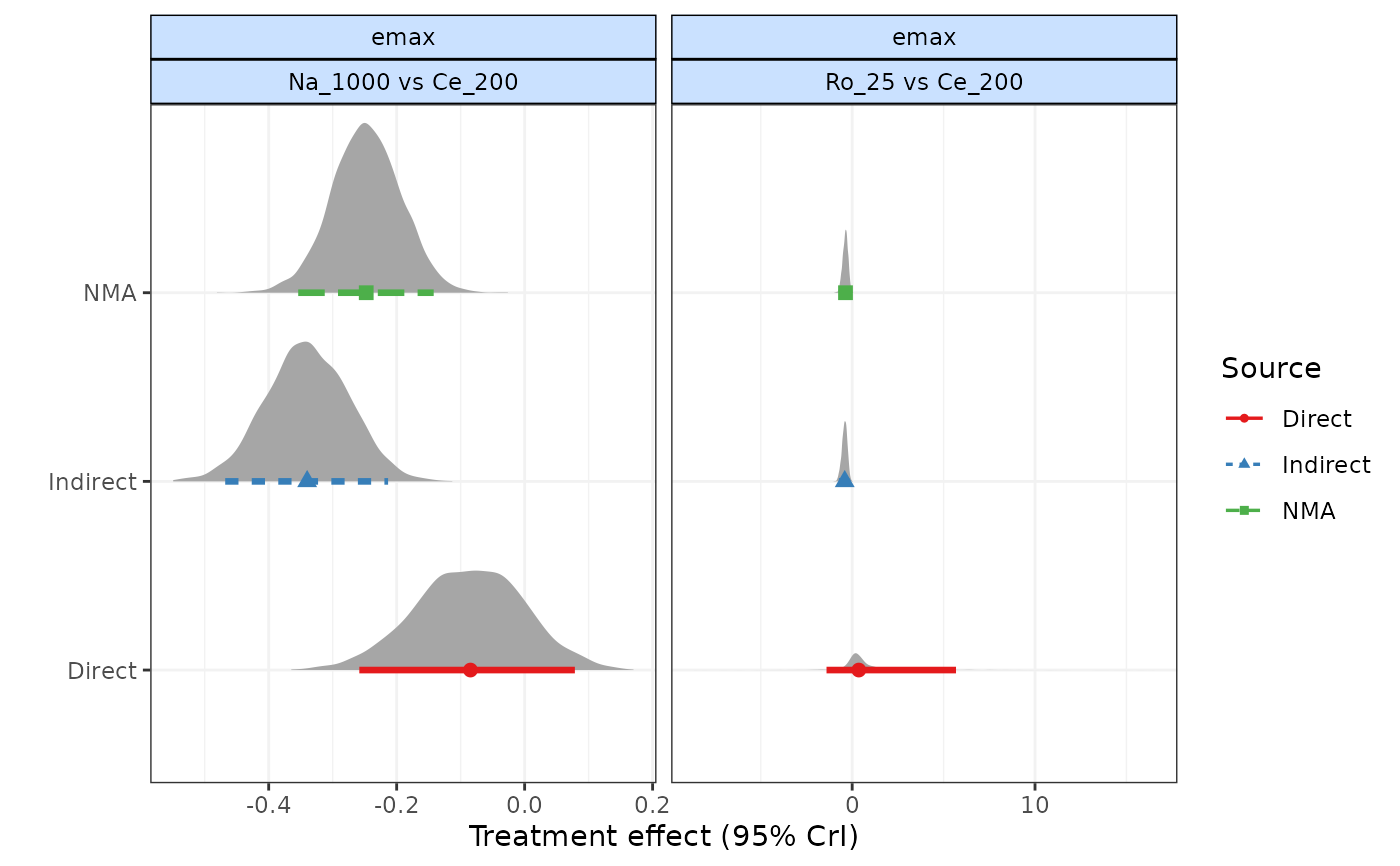 emax
emax
Na_1000 vs Ce_200
Ro_25 vs Ce_200
NMA
Indirect
Direct
-0.4
-0.2
0.0
0.2
0
10
Treatment effect (95% CrI)
Source
Direct
Indirect
NMA